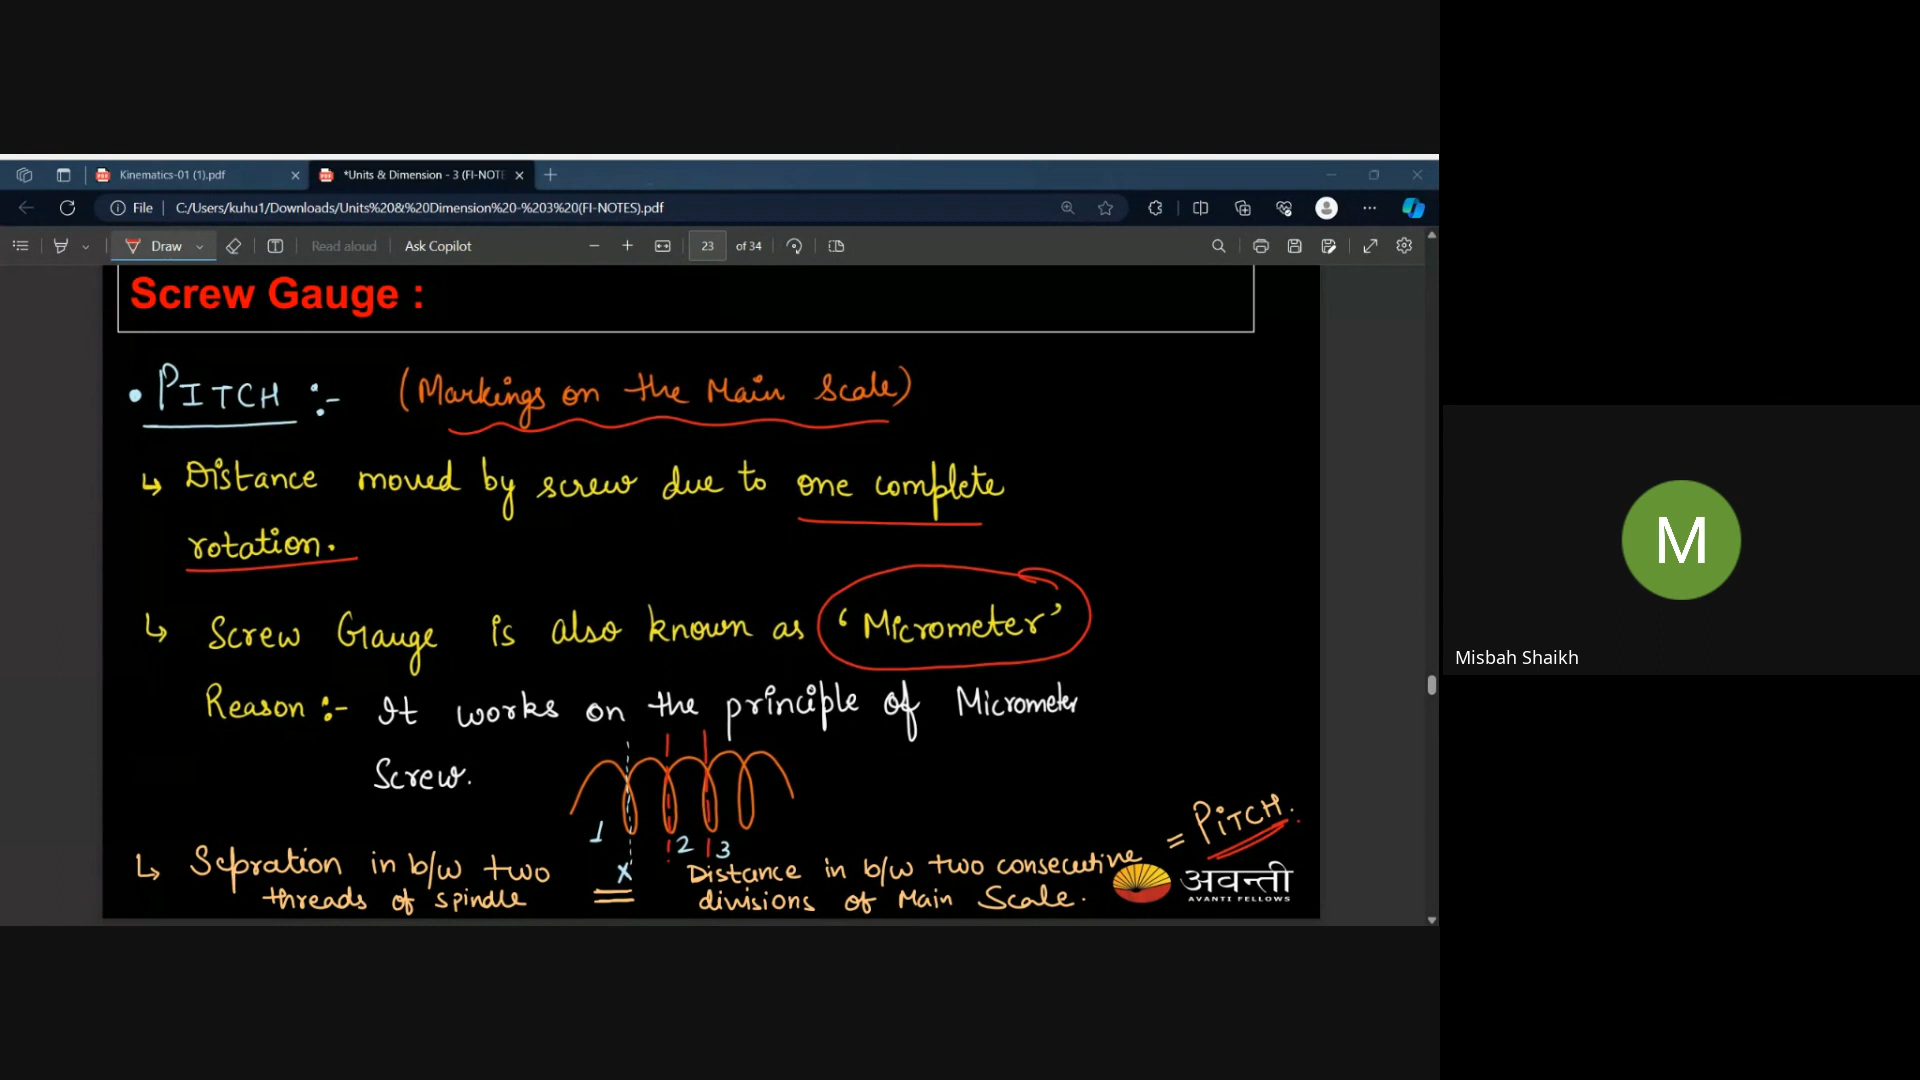 Kinematics-01 (1).pdf
*Units & Dimension - 3 (FI-NOTE
File
C:/Users/kuhu1/Downloads/Units%20&%20Dimension%20-%203%20(FI-NOTES).pdf
Draw
Read aloud
Ask Copilot
23
of 34
Screw Gauge :
• PITCH :- (Markings on the Main Scale)
↳ Distance moved by screw due to one complete
rotation.
↳ Screw Gauge is also known as 'Micrometer'
Reason :- It works on the principle of Micrometer
Screw.
1 2 3
x
↳ Sepration in b/w two
threads of spindle
= Distance in b/w two consecutive
divisions of Main Scale.
= PITCH.
अवन्ती
AVANTI FELLOWS
M
Misbah Shaikh